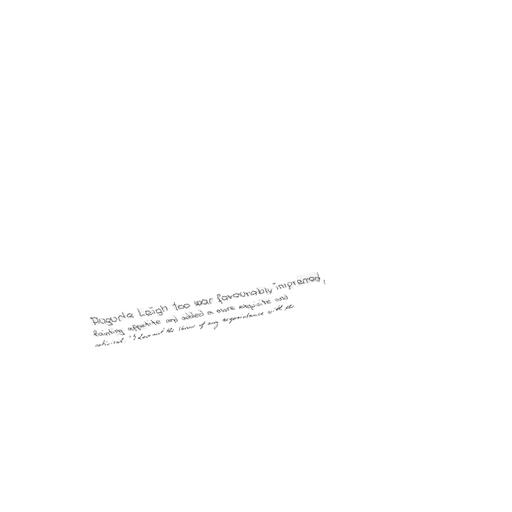 Augusta Leigh too was favourably impressed,
fainting appetite and added a more exquisite and
"I have not the honor of any acquaintance with the